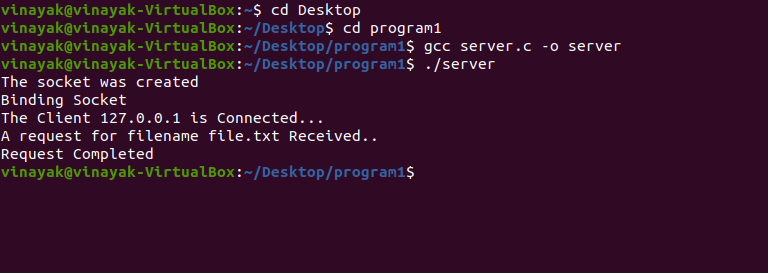 vinayak@vinayak-VirtualBox:~$ cd Desktop
vinayak@vinayak-VirtualBox:~/Desktop$ cd program1
vinayak@vinayak-VirtualBox:~/Desktop/program1$ gcc server.c -o server
vinayak@vinayak-VirtualBox:~/Desktop/program1$ ./server
The socket was created
Binding Socket
The Client 127.0.0.1 is Connected...
A request for filename file.txt Received..
Request Completed
vinayak@vinayak-VirtualBox:~/Desktop/program1$